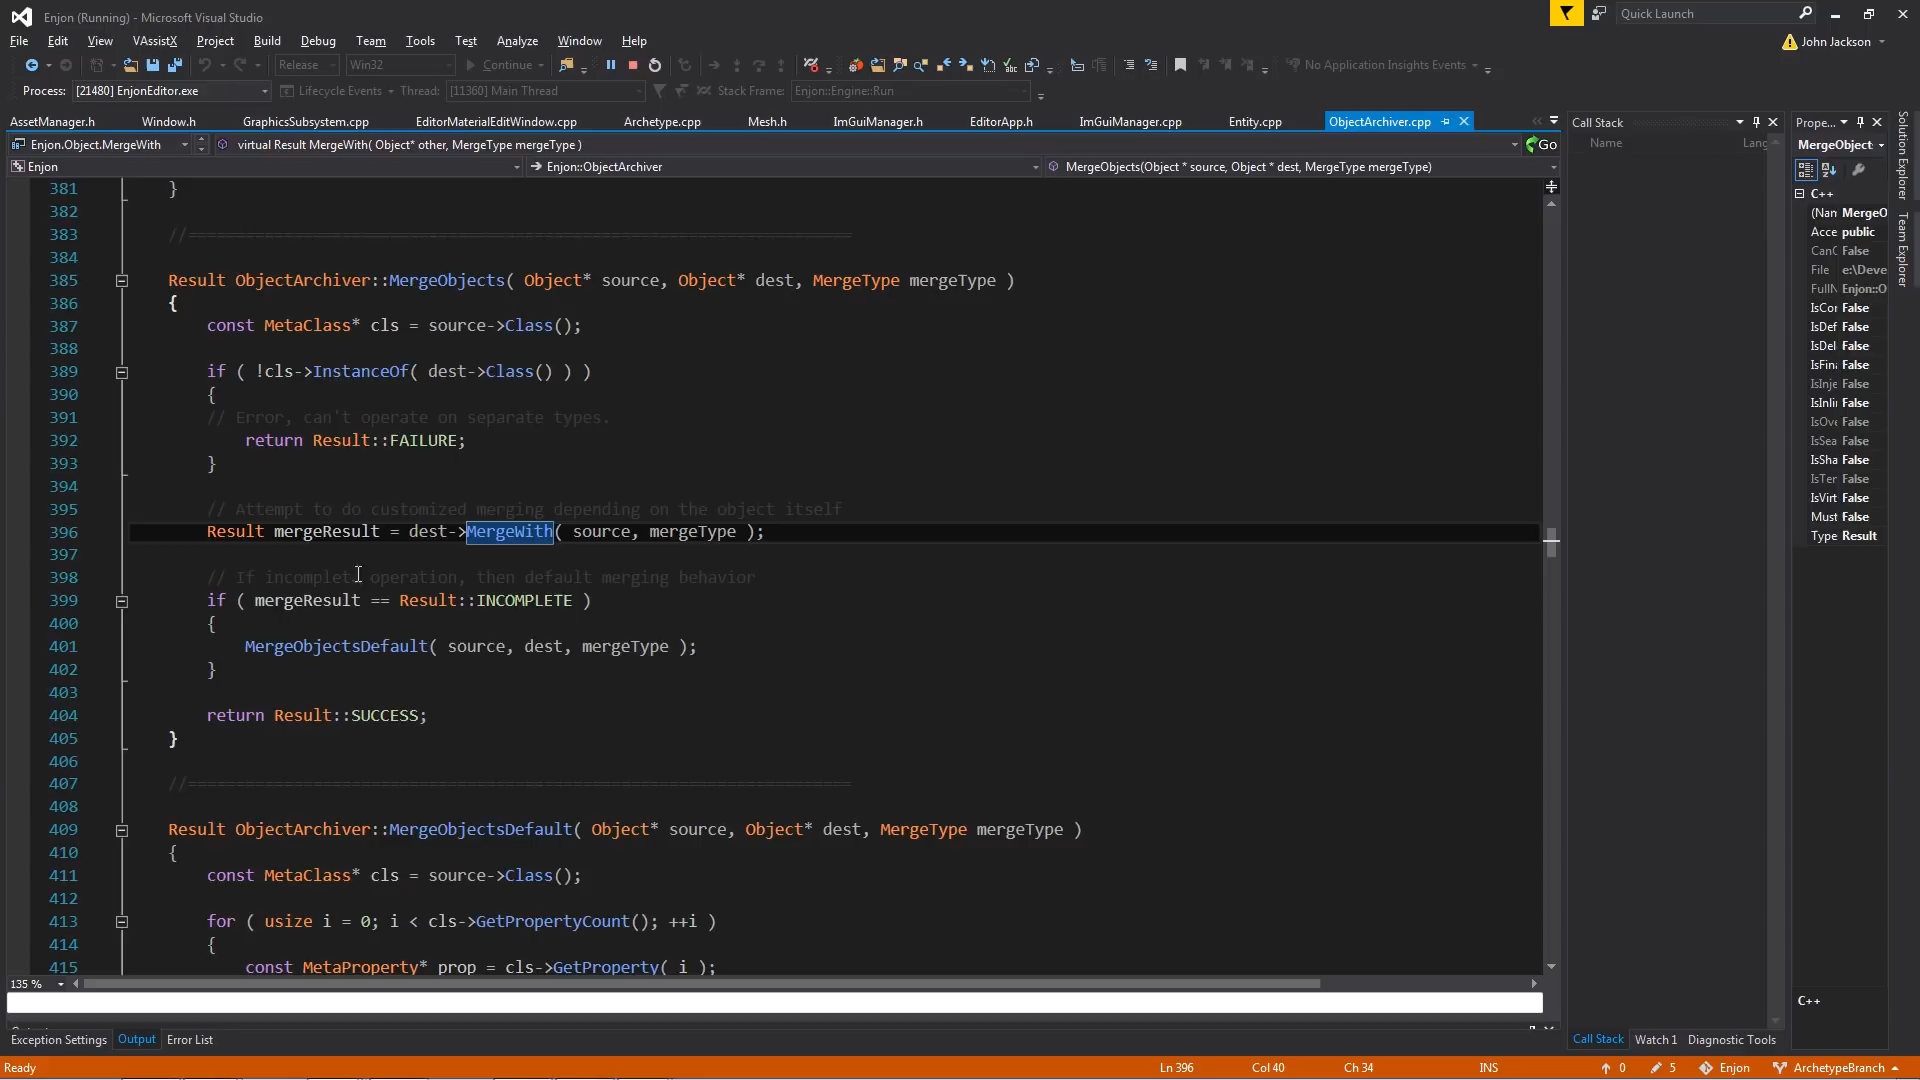 Enjon (Running) - Microsoft Visual Studio
Quick Launch
File Edit View VAssistX Project Build Debug Team Tools Test Analyze Window Help
John Jackson
Release Win32 Continue No Application Insights Events
Process: [21480] EnjonEditor.exe Lifecycle Events Thread: [11360] Main Thread Stack Frame: Enjon::Engine::Run
AssetManager.h Window.h GraphicsSubsystem.cpp EditorMaterialEditWindow.cpp Archetype.cpp Mesh.h ImGuiManager.h EditorApp.h ImGuiManager.cpp Entity.cpp ObjectArchiver.cpp
Enjon.Object.MergeWith virtual Result MergeWith( Object* other, MergeType mergeType ) Go
Enjon Enjon::ObjectArchiver MergeObjects(Object * source, Object * dest, MergeType mergeType)
381 }
382
383 //=====================================================================
384
385 Result ObjectArchiver::MergeObjects( Object* source, Object* dest, MergeType mergeType )
386 {
387 const MetaClass* cls = source->Class();
388
389 if ( !cls->InstanceOf( dest->Class() ) )
390 {
391 // Error, can't operate on separate types.
392 return Result::FAILURE;
393 }
394
395 // Attempt to do customized merging depending on the object itself
396 Result mergeResult = dest->MergeWith( source, mergeType );
397
398 // If incomplete operation, then default merging behavior
399 if ( mergeResult == Result::INCOMPLETE )
400 {
401 MergeObjectsDefault( source, dest, mergeType );
402 }
403
404 return Result::SUCCESS;
405 }
406
407 //=====================================================================
408
409 Result ObjectArchiver::MergeObjectsDefault( Object* source, Object* dest, MergeType mergeType )
410 {
411 const MetaClass* cls = source->Class();
412
413 for ( usize i = 0; i < cls->GetPropertyCount(); ++i )
414 {
415 const MetaProperty* prop = cls->GetProperty( i );
135 %
Exception Settings Output Error List
Call Stack
Name Lang
Call Stack Watch 1 Diagnostic Tools
Prope...
MergeObject:
C++
(Nan MergeO
Acce public
CanO False
File e:\Deve
FullN Enjon::O
IsCor False
IsDef False
IsDel False
IsFina False
IsInje False
IsInli False
IsOve False
IsSea False
IsSha False
IsTer False
IsVirt False
Must False
Type Result
C++
Solution Explorer
Team Explorer
Ready Ln 396 Col 40 Ch 34 INS 0 5 Enjon ArchetypeBranch